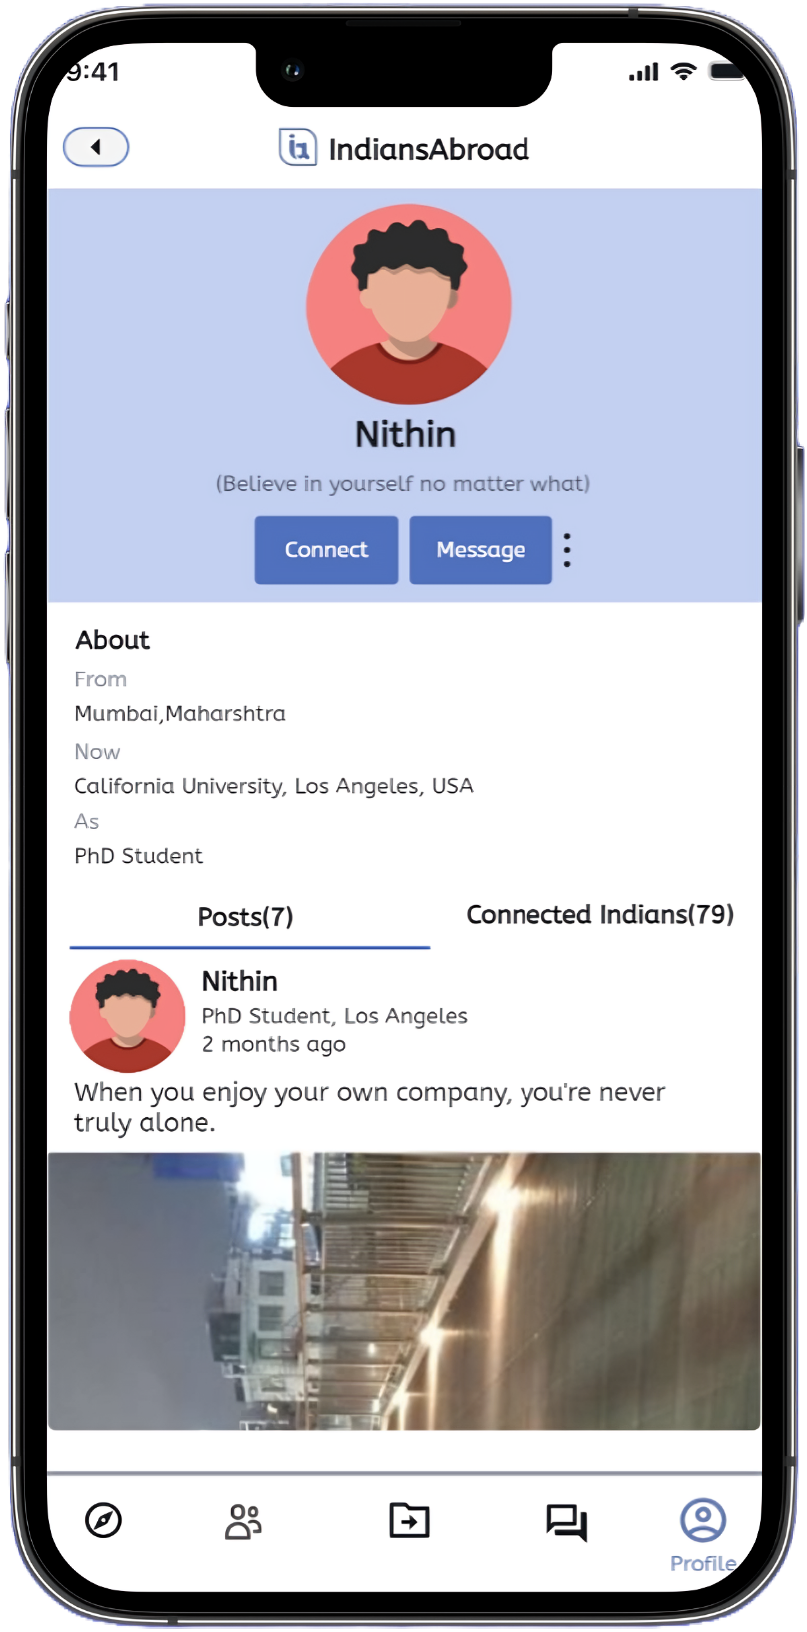 9:41
IndiansAbroad
Nithin
(Believe in yourself no matter what)
Connect
Message
About
From
Mumbai,Maharshtra
Now
California University, Los Angeles, USA
As
PhD Student
Posts(7)
Connected Indians(79)
Nithin
PhD Student, Los Angeles
2 months ago
When you enjoy your own company, you're never
truly alone.
Profile